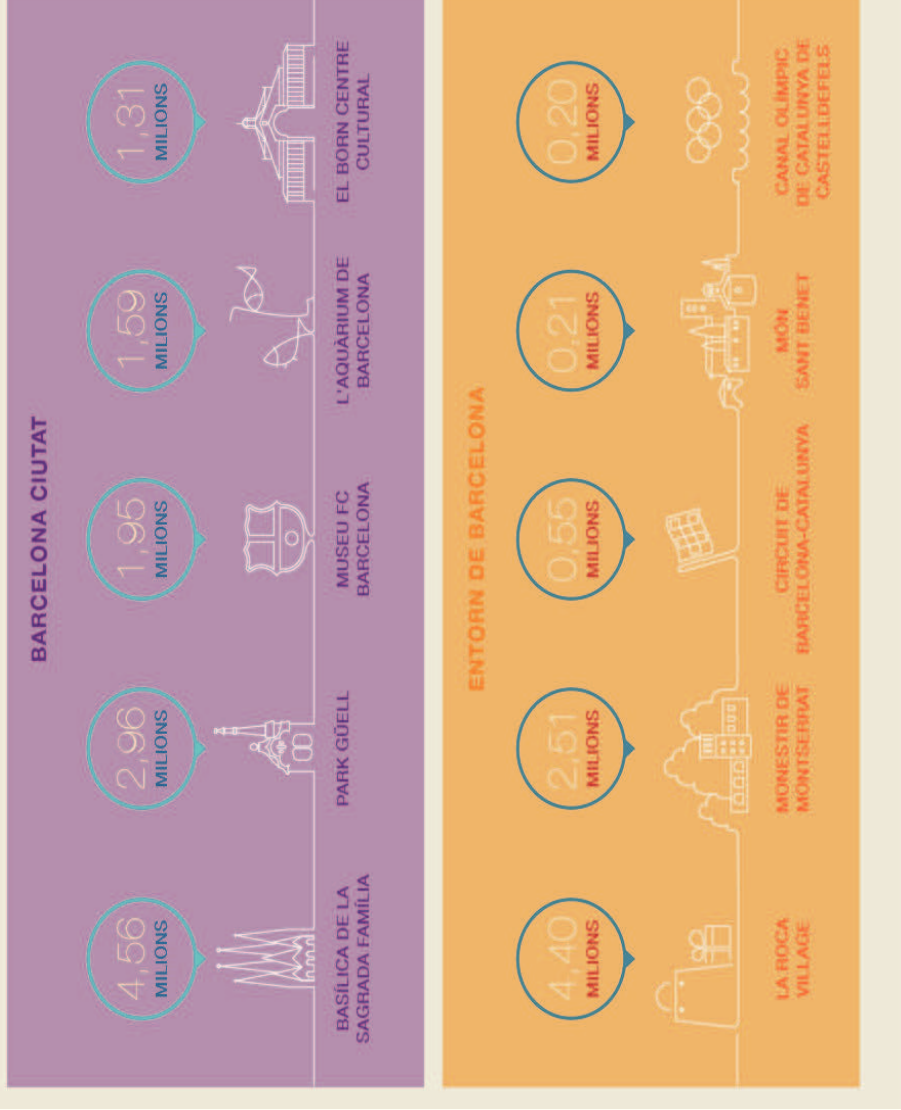 BARCELONA CIUTAT
4,56
MILIONS
BASÍLICA DE LA
SAGRADA FAMÍLIA
2,96
MILIONS
PARK GÜELL
1,95
MILIONS
MUSEU FC
BARCELONA
1,59
MILIONS
L'AQUÀRIUM DE
BARCELONA
1,31
MILIONS
EL BORN CENTRE
CULTURAL
ENTORN DE BARCELONA
4,40
MILIONS
LA ROCA
VILLAGE
2,51
MILIONS
MONESTIR DE
MONTSERRAT
0,55
MILIONS
CIRCUIT DE
BARCELONA-CATALUNYA
0,21
MILIONS
MÓN
SANT BENET
0,20
MILIONS
CANAL OLÍMPIC
DE CATALUNYA DE
CASTELLDEFELS